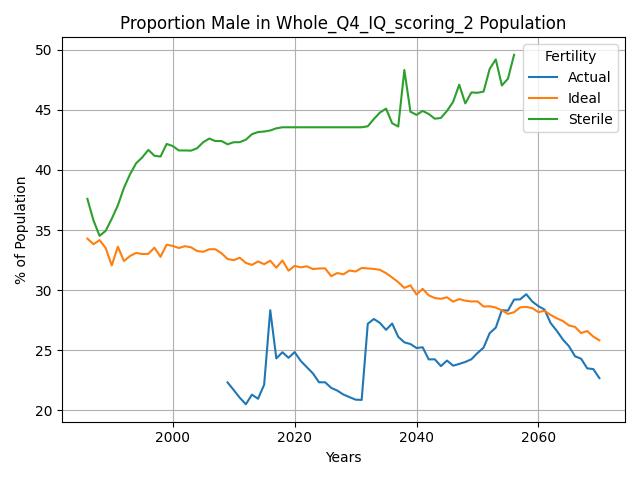 Proportion Male in Whole_Q4_IQ_scoring_2 Population
Fertility
Actual
Ideal
Sterile
% of Population
50
45
40
35
30
25
20
2000
2020
2040
2060
Years